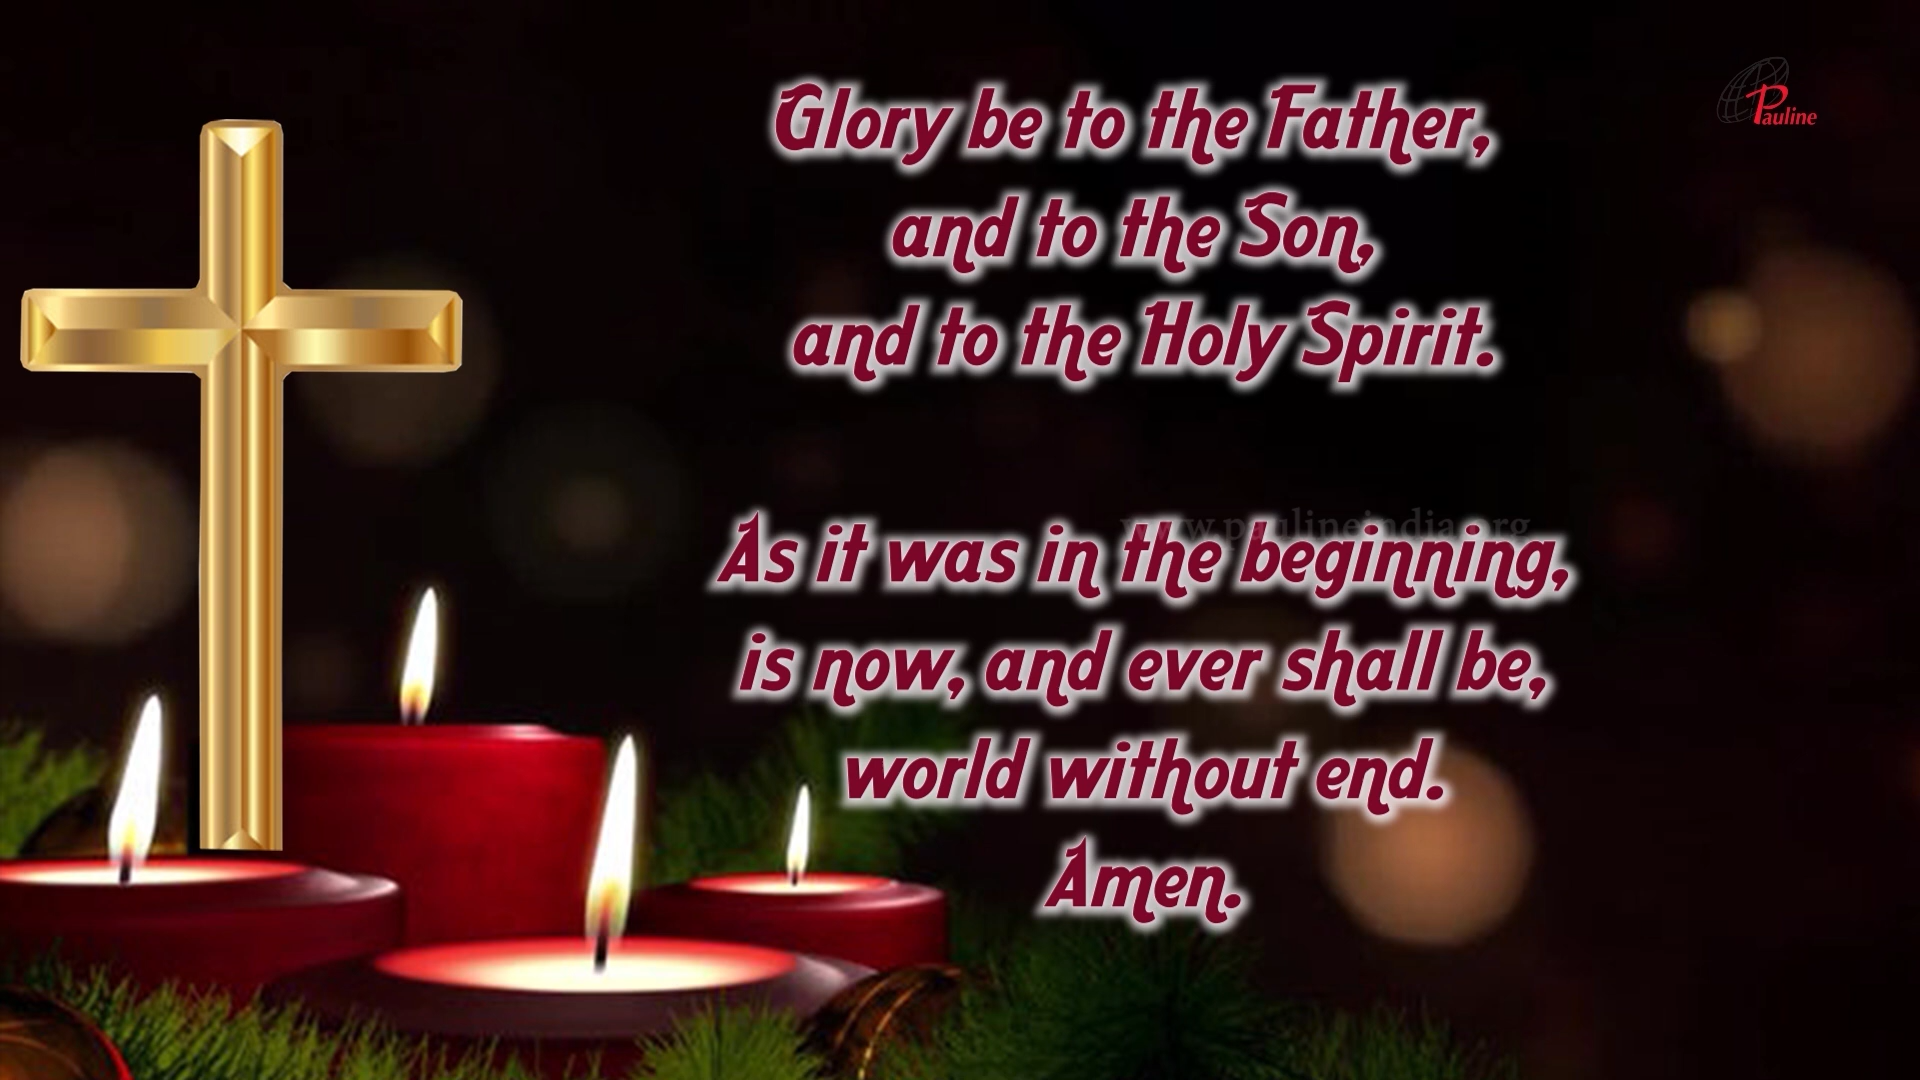 Pauline
Glory be to the Father,
and to the Son,
and to the Holy Spirit.
www.paulineindia.org
As it was in the beginning,
is now, and ever shall be,
world without end.
Amen.